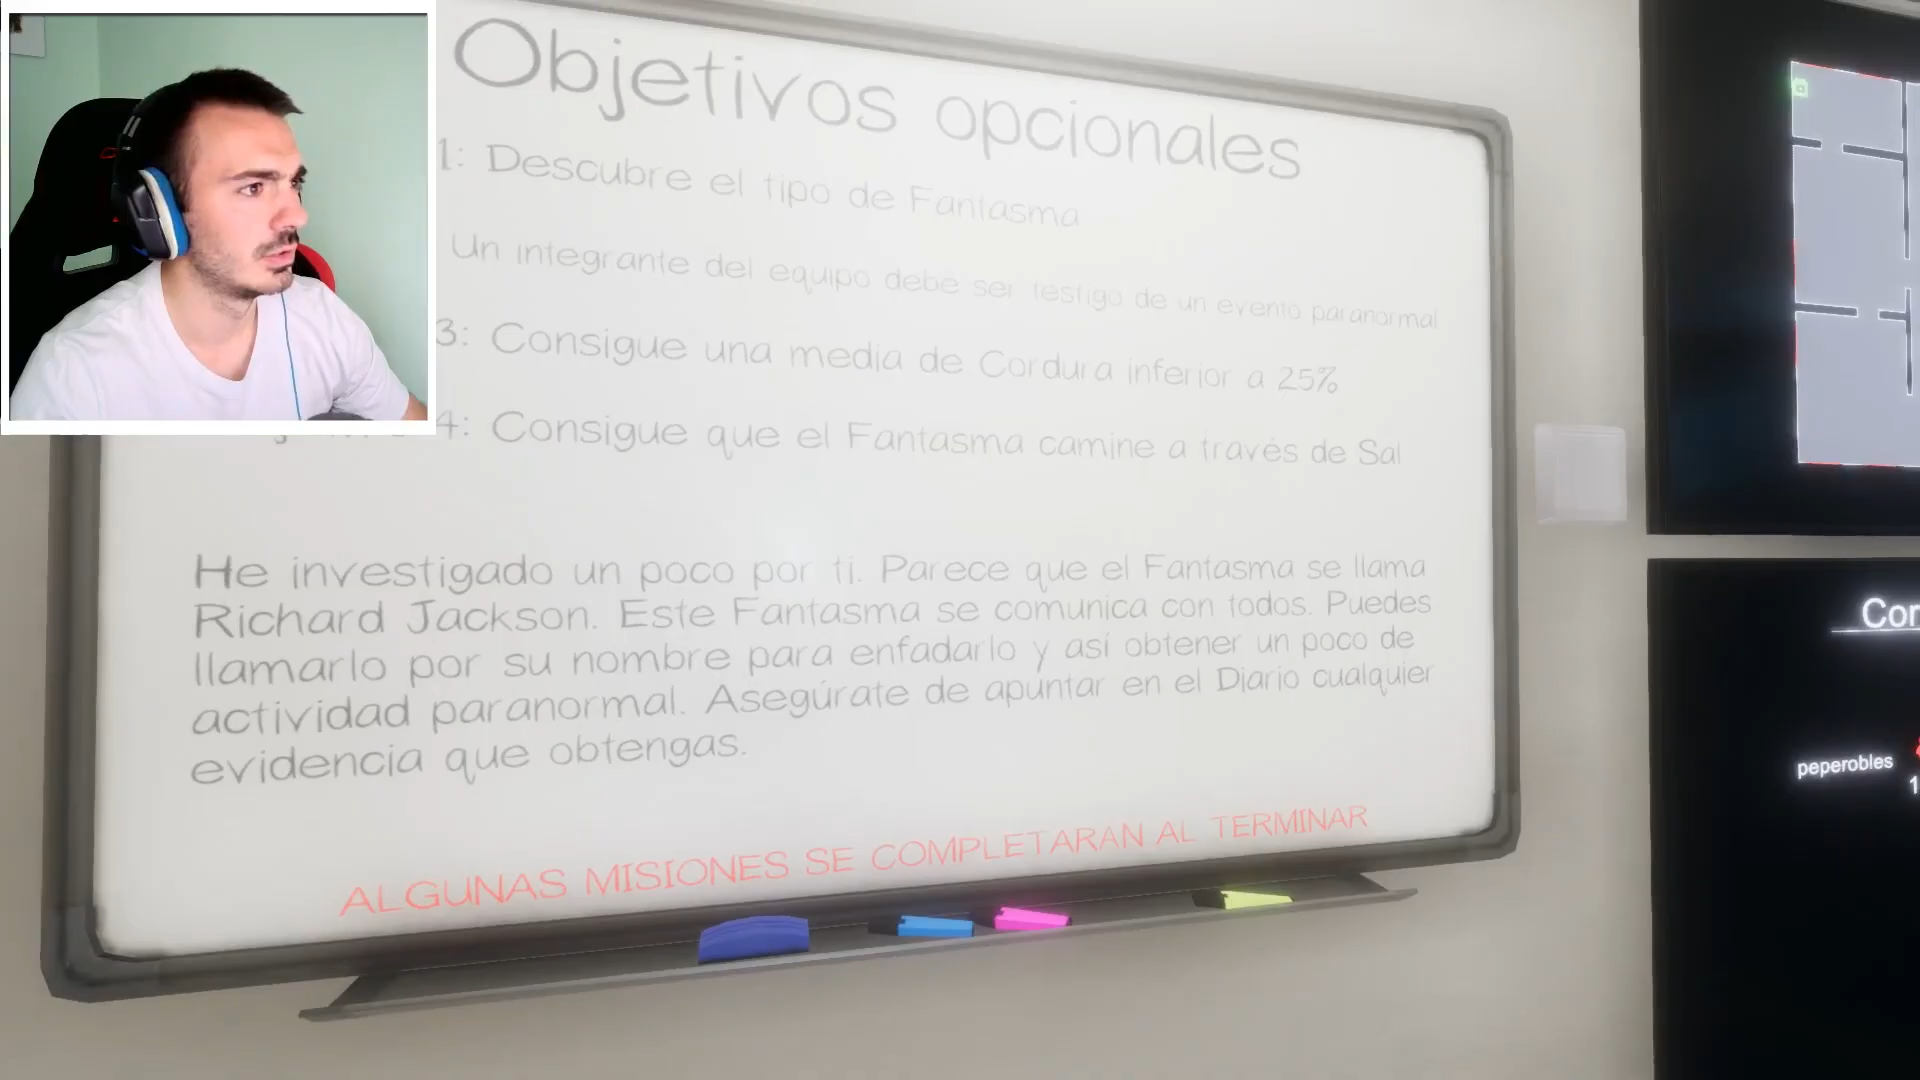 Objetivos opcionales
1: Descubre el tipo de Fantasma
Un integrante del equipo debe ser testigo de un evento paranormal
3: Consigue una media de Cordura inferior a 25%
4: Consigue que el Fantasma camine a través de Sal
He investigado un poco por ti. Parece que el Fantasma se llama
Richard Jackson. Este Fantasma se comunica con todos. Puedes
llamarlo por su nombre para enfadarlo y así obtener un poco de
actividad paranormal. Asegúrate de apuntar en el Diario cualquier
evidencia que obtengas.
ALGUNAS MISIONES SE COMPLETARAN AL TERMINAR
Cor
peperobles
1